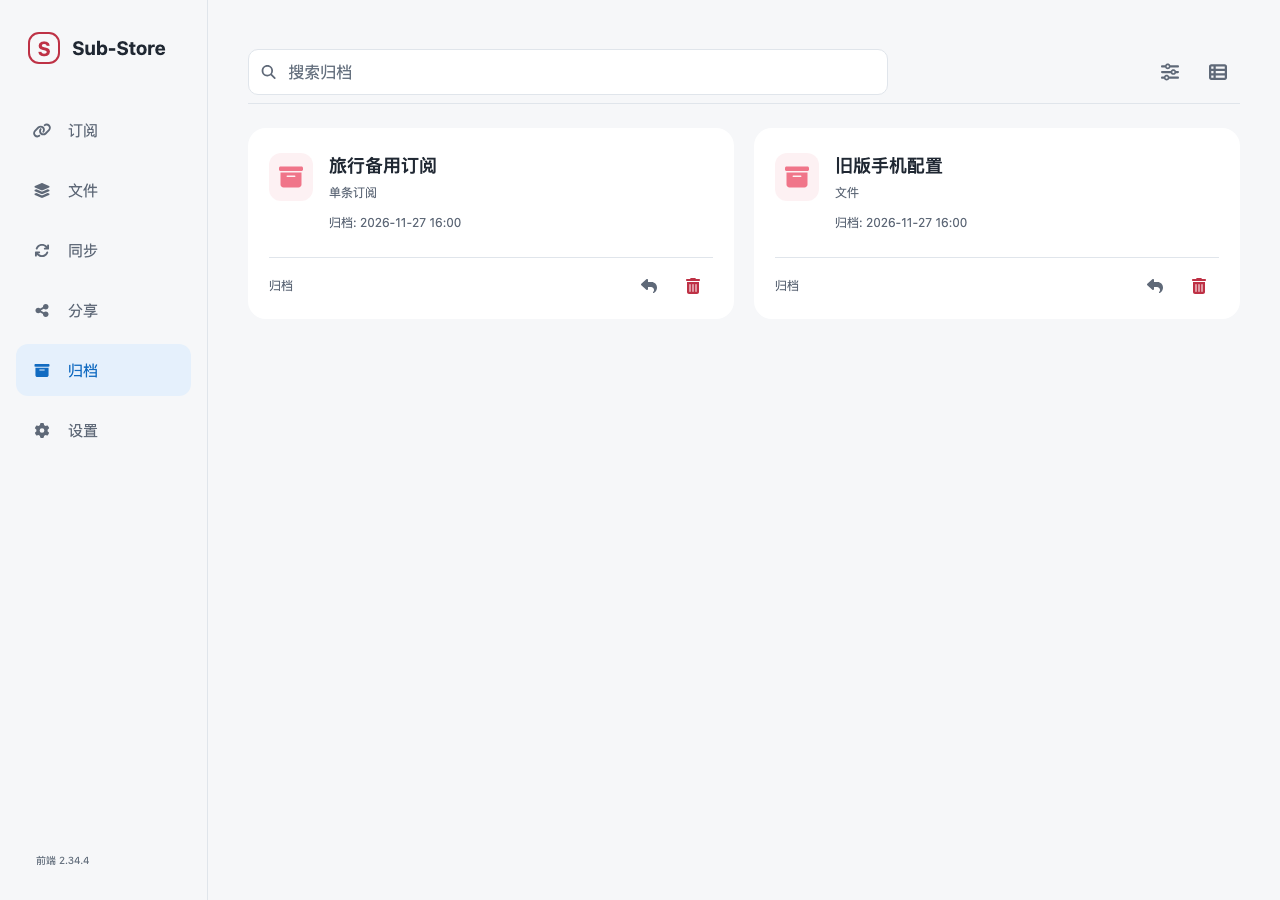 S Sub-Store
订阅
文件
同步
分享
归档
设置
前端 2.34.4
搜索归档
旅行备用订阅
单条订阅
归档: 2026-11-27 16:00
归档
旧版手机配置
文件
归档: 2026-11-27 16:00
归档